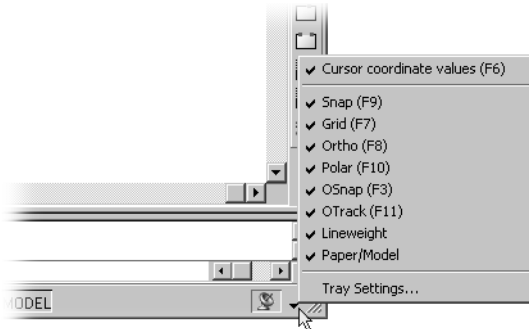 Cursor coordinate values (F6)
Snap (F9)
Grid (F7)
Ortho (F8)
Polar (F10)
OSnap (F3)
OTrack (F11)
Lineweight
Paper/Model
Tray Settings...
MODEL